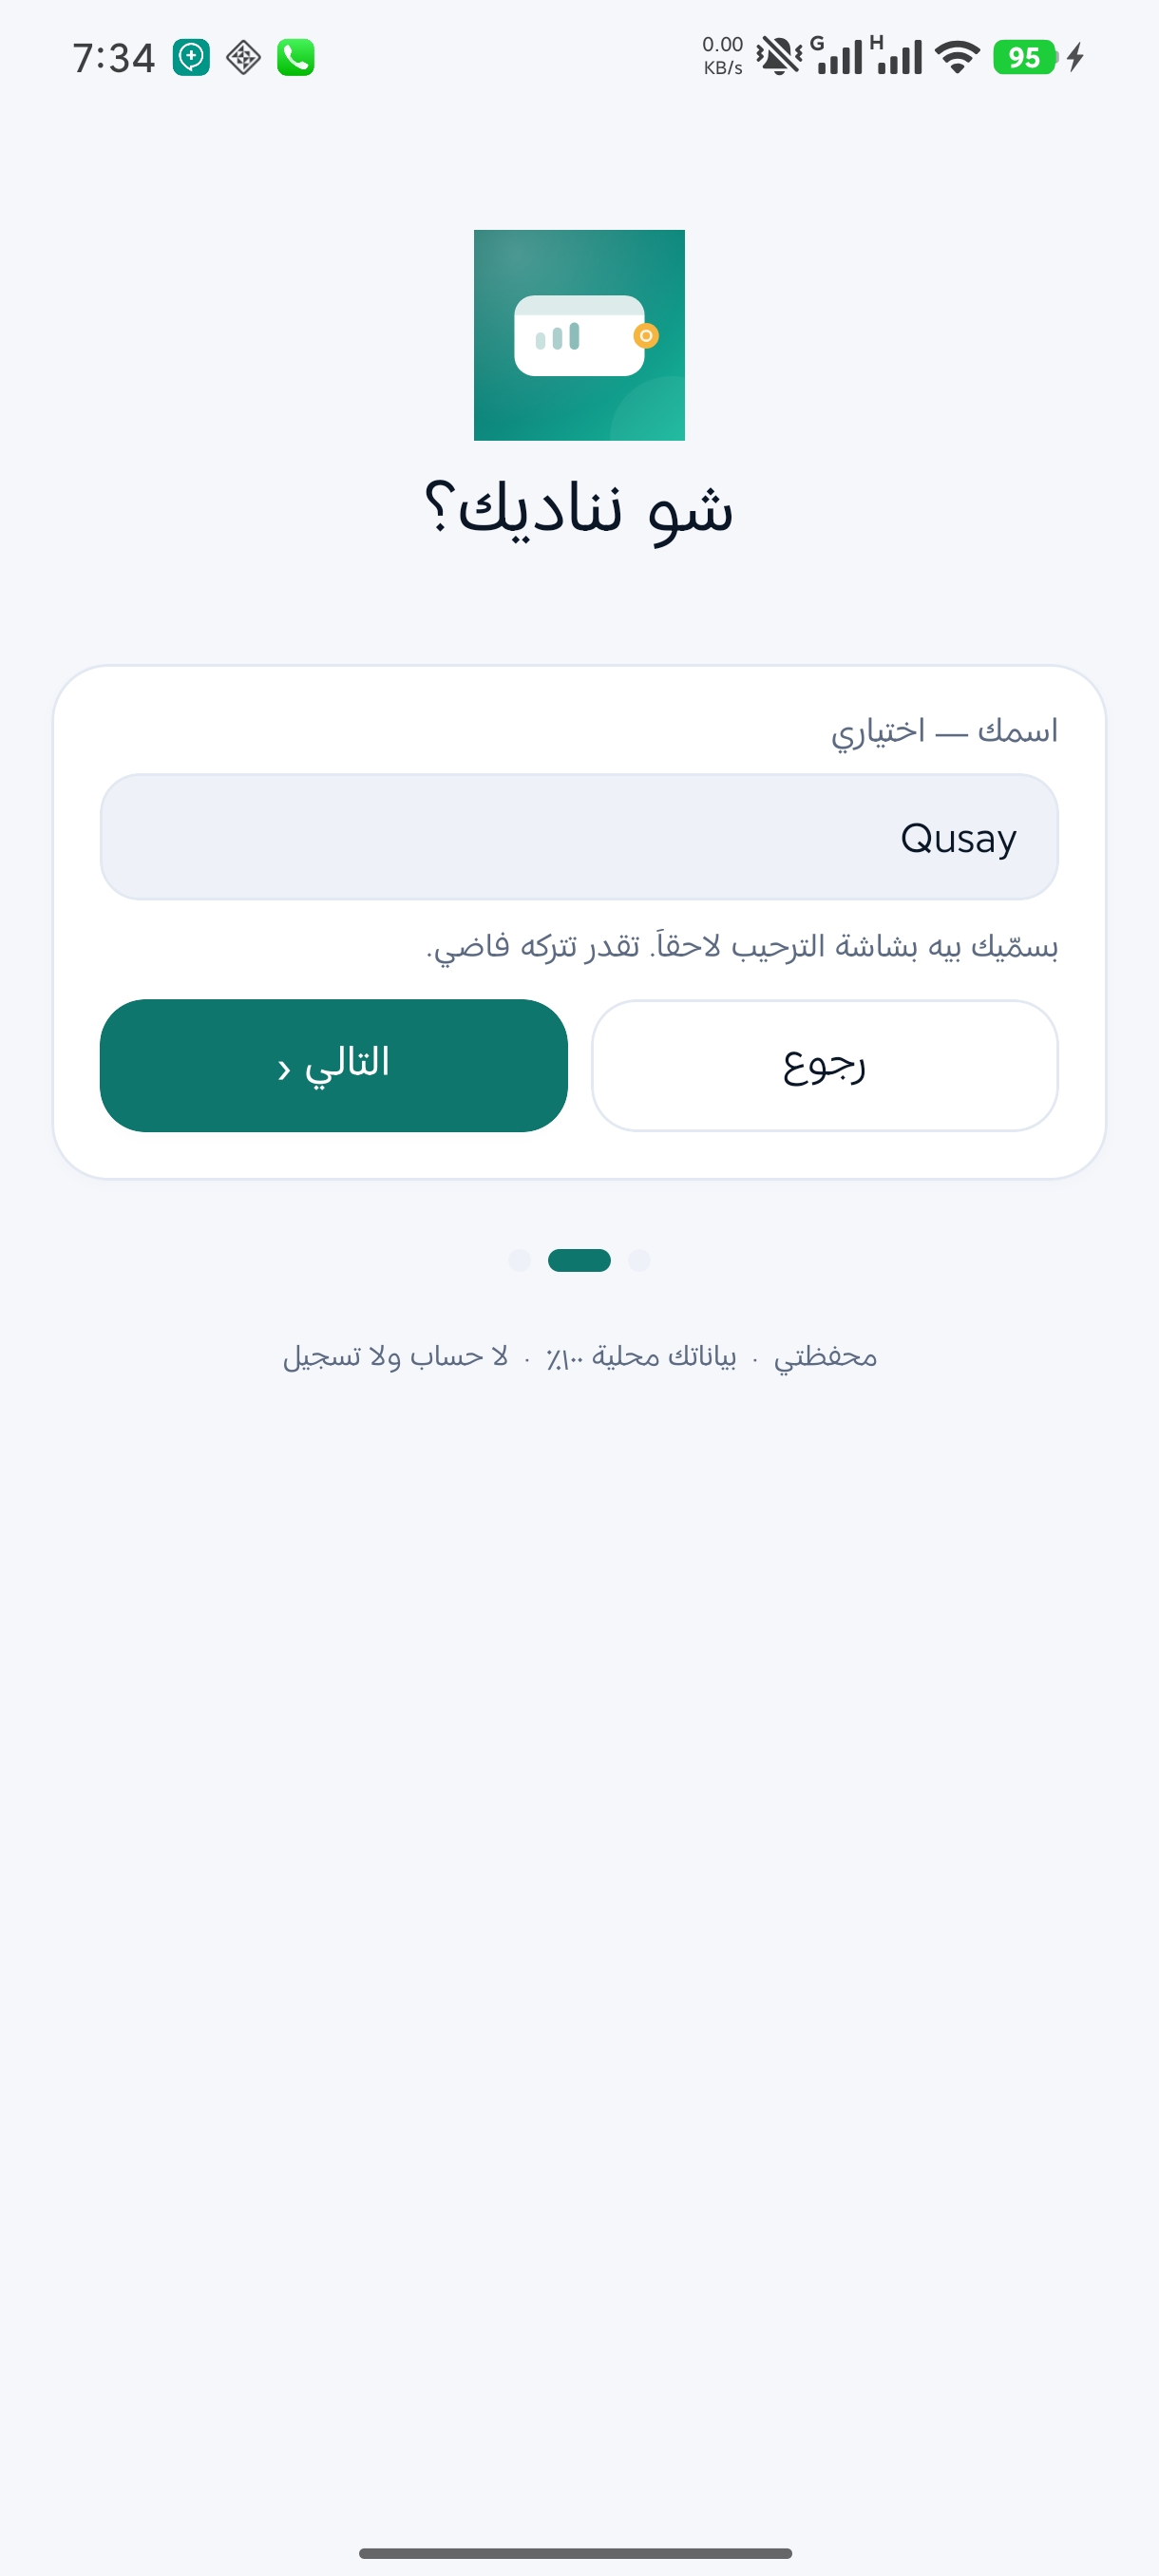 7:34
0.00 KB/s G H 95
شو نناديك؟
اسمك — اختياري
Qusay
بسمّيك بيه بشاشة الترحيب لاحقاً. تقدر تتركه فاضي.
رجوع
التالي ›
محفظتي · بياناتك محلية ١٠٠٪ · لا حساب ولا تسجيل